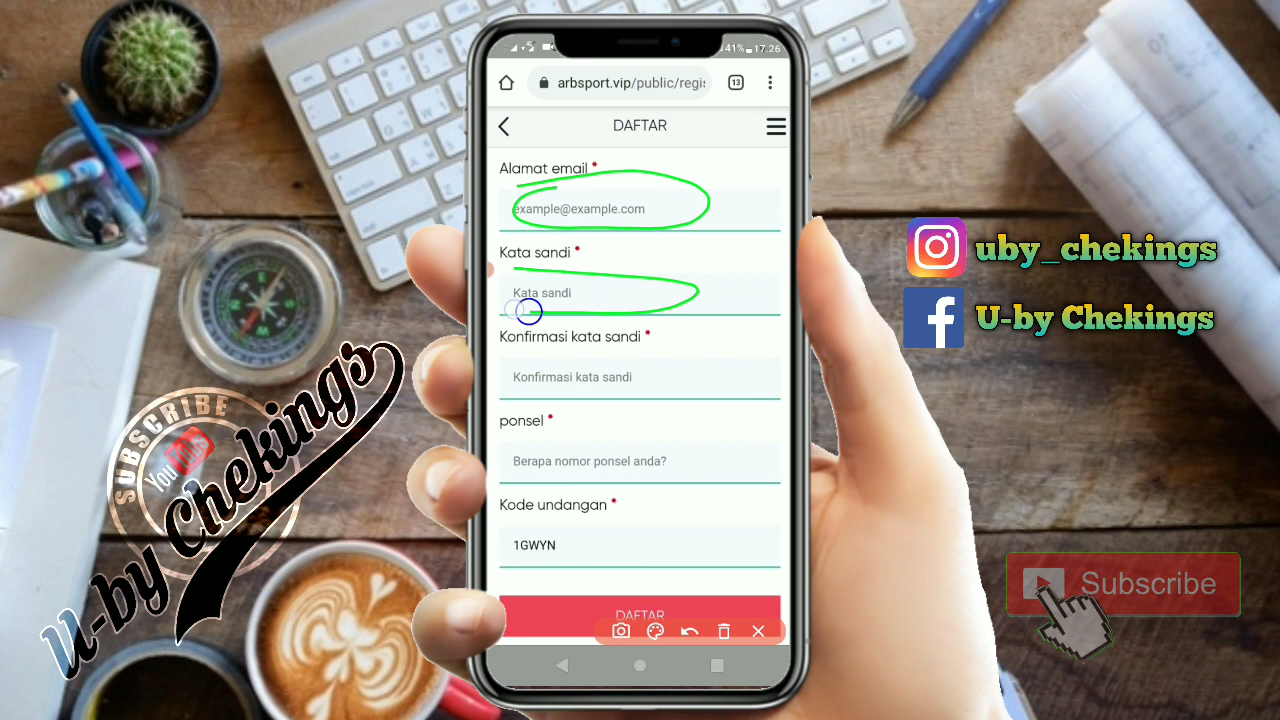 41% 17.26
arbsport.vip/public/regis
13
DAFTAR
Alamat email *
example@example.com
Kata sandi *
Kata sandi
Konfirmasi kata sandi *
Konfirmasi kata sandi
ponsel *
Berapa nomor ponsel anda?
Kode undangan *
1GWYN
DAFTAR
uby_chekings
U-by Chekings
SUBSCRIBE
YouTube
U-by Chekings
Subscribe